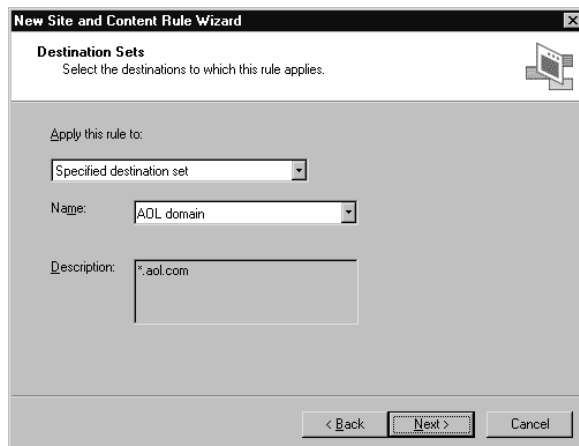 New Site and Content Rule Wizard
Destination Sets
Select the destinations to which this rule applies.
Apply this rule to:
Specified destination set
Name:
AOL domain
Description:
*.aol.com
< Back
Next >
Cancel